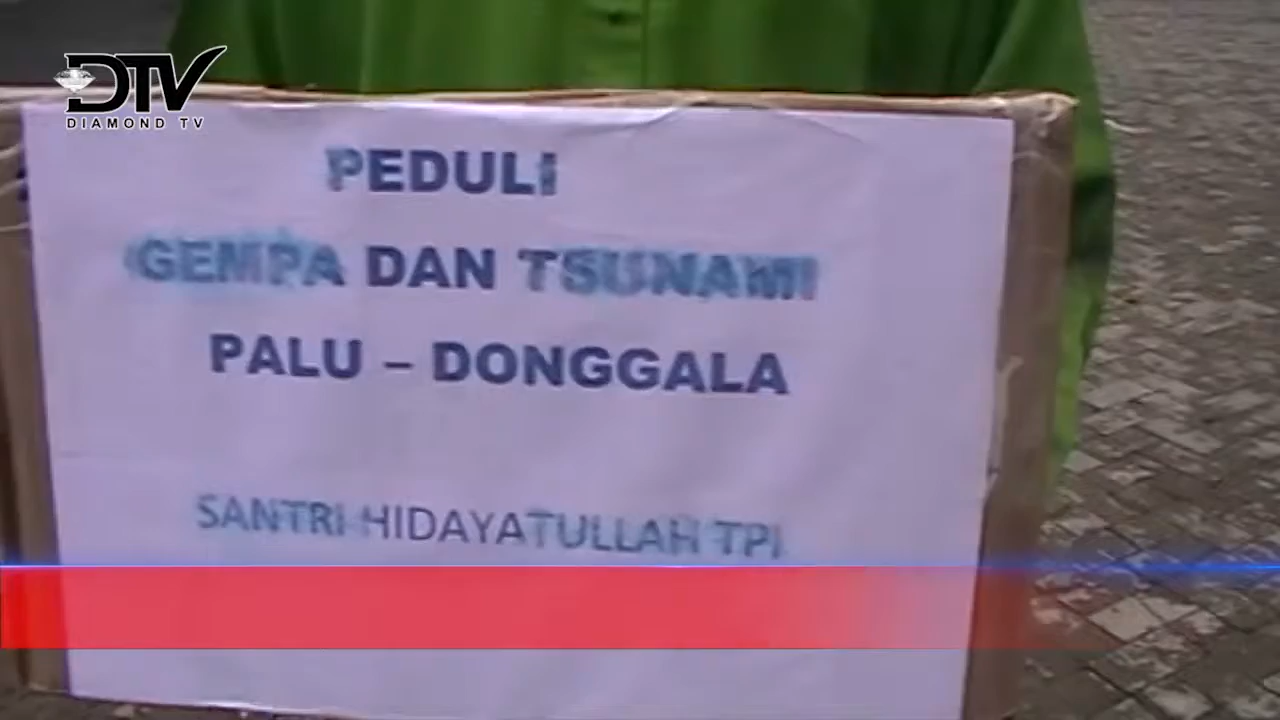 DTV
DIAMOND TV
PEDULI
GEMPA DAN TSUNAMI
PALU – DONGGALA
SANTRI HIDAYATULLAH TPI